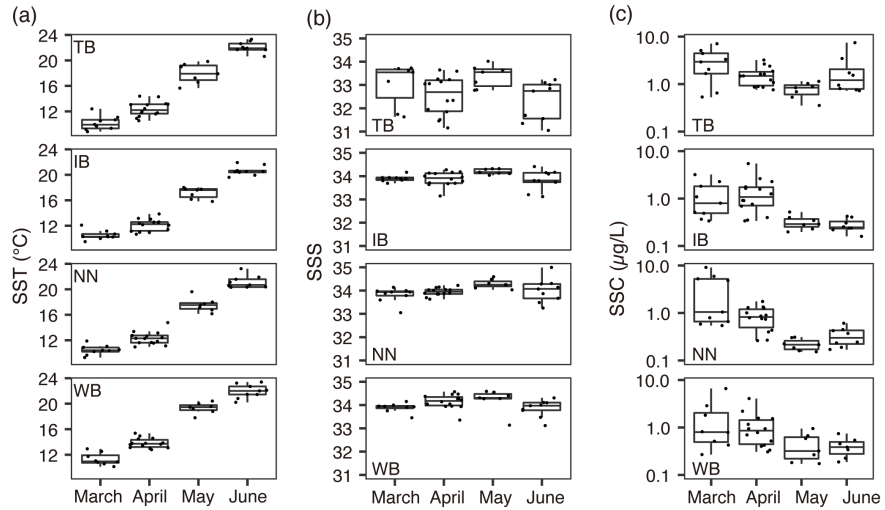 (a)
SST (°C)
TB
24
20
16
12
IB
24
20
16
12
NN
24
20
16
12
WB
24
20
16
12
March April May June
(b)
SSS
35
34
33
32
31
TB
35
34
33
32
31
IB
35
34
33
32
31
NN
35
34
33
32
31
WB
March April May June
(c)
SSC (µg/L)
10.0
1.0
0.1
TB
10.0
1.0
0.1
IB
10.0
1.0
0.1
NN
10.0
1.0
0.1
WB
March April May June